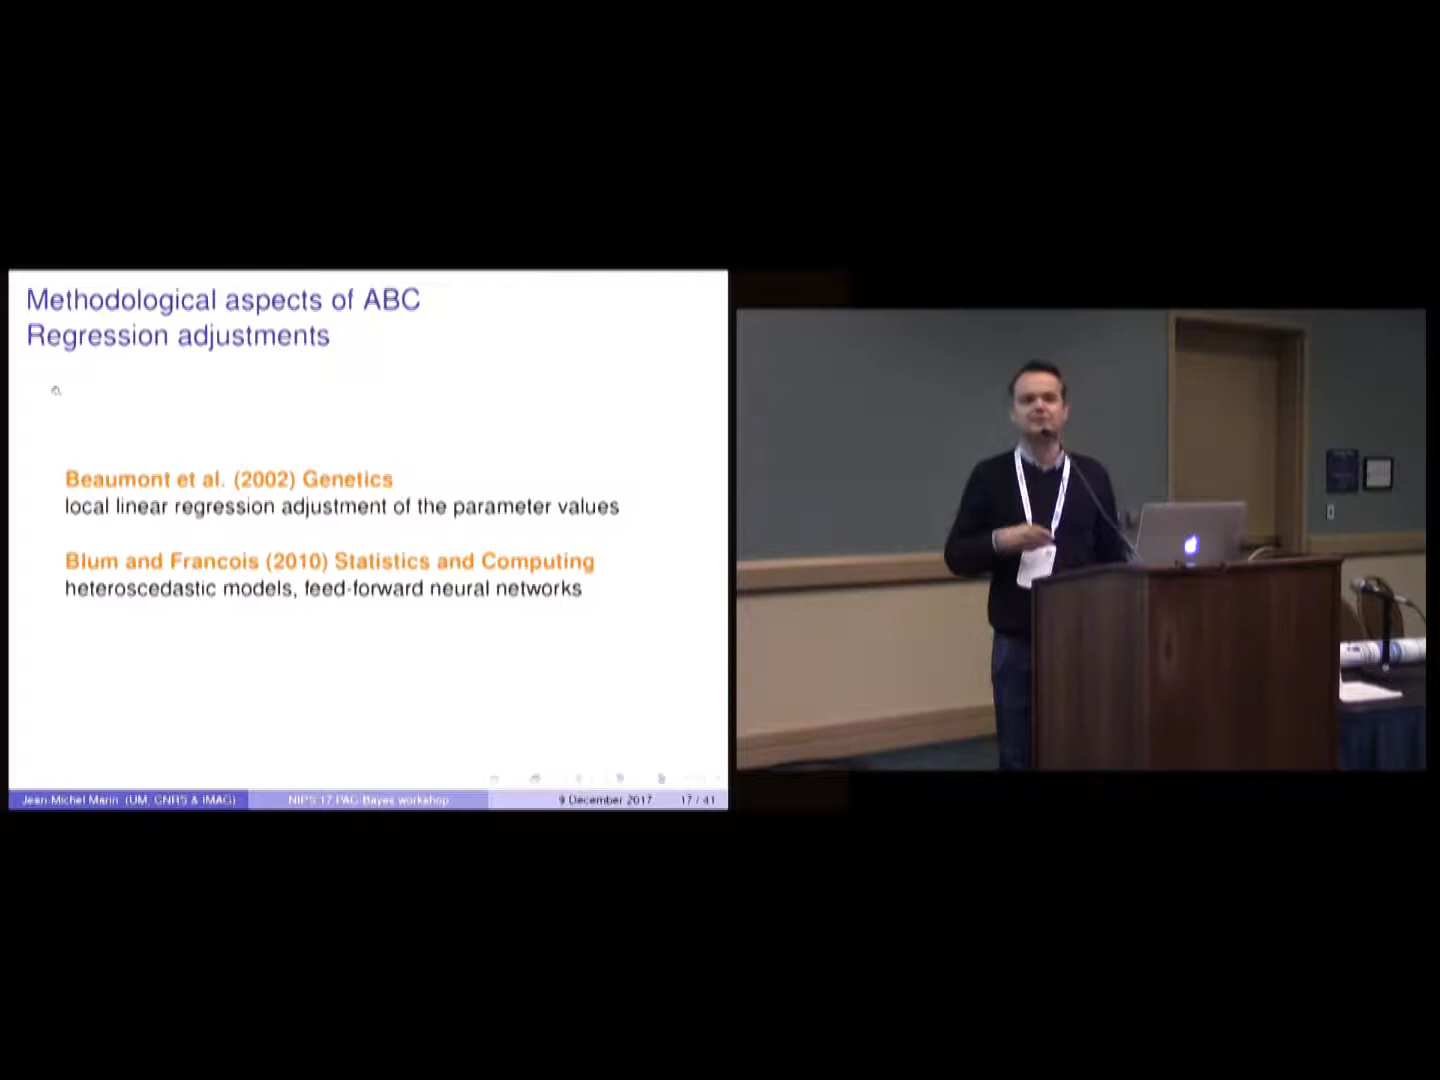 Methodological aspects of ABC
Regression adjustments
Beaumont et al. (2002) Genetics
local linear regression adjustment of the parameter values
Blum and Francois (2010) Statistics and Computing
heteroscedastic models, feed-forward neural networks
Jean-Michel Marin (UM, CNRS & IMAG)
NIPS 17 PAC-Bayes workshop
9 December 2017
17 / 41